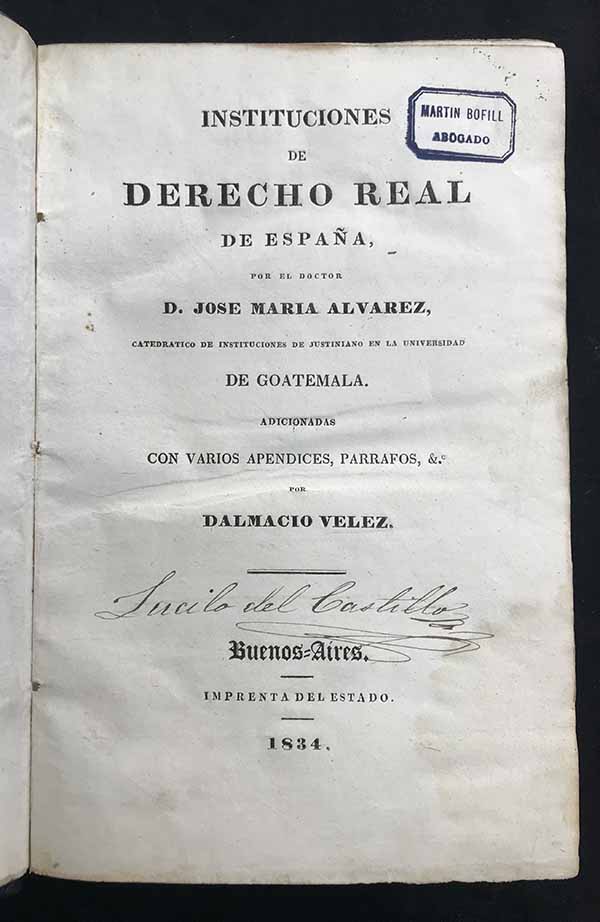 INSTITUCIONES
MARTIN BOFILL
ABOGADO
DE
DERECHO REAL
DE ESPAÑA,
POR EL DOCTOR
D. JOSE MARIA ALVAREZ,
CATEDRATICO DE INSTITUCIONES DE JUSTINIANO EN LA UNIVERSIDAD
DE GOATEMALA.
ADICIONADAS
CON VARIOS APENDICES, PARRAFOS, &.c
POR
DALMACIO VELEZ.
Lucilo del Castillo
Buenos=Aires.
IMPRENTA DEL ESTADO.
1834.